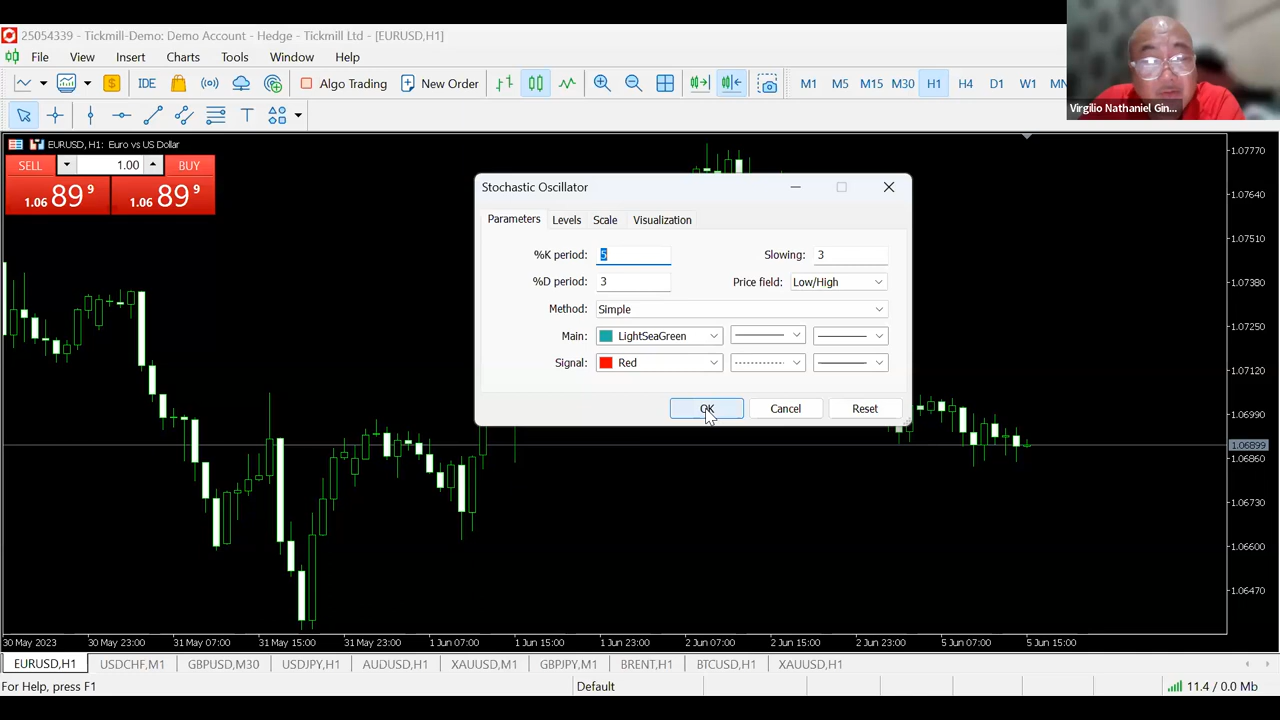 25054339 - Tickmill-Demo: Demo Account - Hedge - Tickmill Ltd - [EURUSD,H1]
File View Insert Charts Tools Window Help
IDE Algo Trading New Order M1 M5 M15 M30 H1 H4 D1 W1 MN
Virgilio Nathaniel Gin...
EURUSD, H1: Euro vs US Dollar
SELL 1.00 BUY
1.06 89 9 1.06 89 9
Stochastic Oscillator
Parameters Levels Scale Visualization
%K period: 5 Slowing: 3
%D period: 3 Price field: Low/High
Method: Simple
Main: LightSeaGreen
Signal: Red
OK Cancel Reset
1.07770
1.07640
1.07510
1.07380
1.07250
1.07120
1.06990
1.06899
1.06860
1.06730
1.06600
1.06470
30 May 2023 30 May 23:00 31 May 07:00 31 May 15:00 31 May 23:00 1 Jun 07:00 1 Jun 15:00 1 Jun 23:00 2 Jun 07:00 2 Jun 15:00 2 Jun 23:00 5 Jun 07:00 5 Jun 15:00
EURUSD,H1 USDCHF,M1 GBPUSD,M30 USDJPY,H1 AUDUSD,H1 XAUUSD,M1 GBPJPY,M1 BRENT,H1 BTCUSD,H1 XAUUSD,H1
For Help, press F1 Default 11.4 / 0.0 Mb